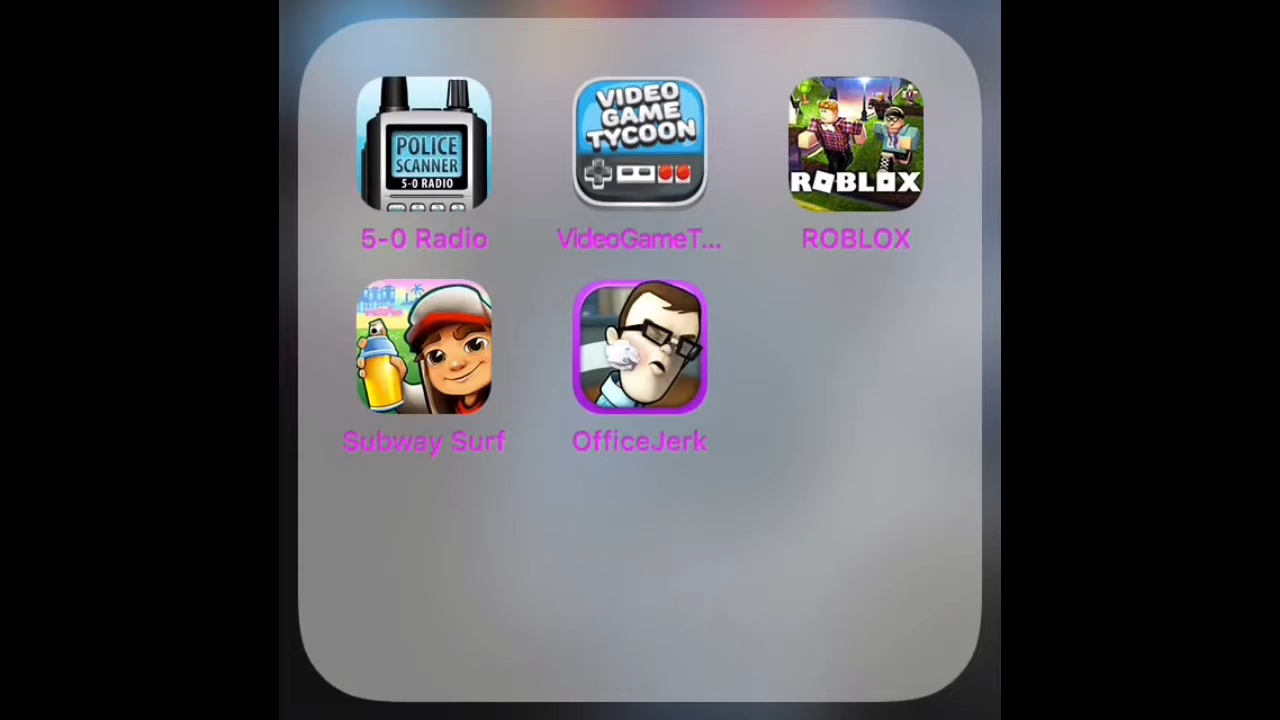 POLICE
SCANNER
5-0 RADIO
VIDEO
GAME
TYCOON
ROBLOX
5-0 Radio
VideoGameT...
ROBLOX
Subway Surf
OfficeJerk